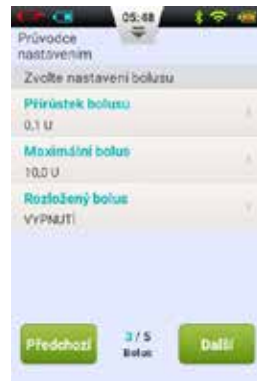 05:48
Průvodce
nastavením
Zvolte nastavení bolusu
Přírůstek bolusu
0,1 U
Maximální bolus
10,0 U
Rozložený bolus
VYPNUTÍ
Předchozí
3 / 5
Další
Bolus